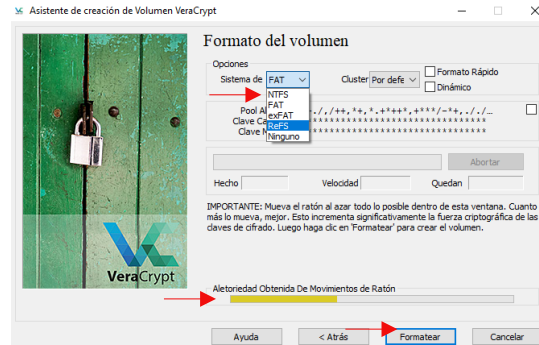 Asistente de creación de Volumen VeraCrypt
Formato del volumen
Opciones
Sistema de FAT Cluster Por defe Formato Rápido
Dinámico
NTFS
FAT
exFAT
ReFS
Ninguno
Pool Al
Clave Ca
Clave M
Abortar
Hecho Velocidad Quedan
IMPORTANTE: Mueva el ratón al azar todo lo posible dentro de esta ventana. Cuanto
más lo mueva, mejor. Esto incrementa significativamente la fuerza criptográfica de las
claves de cifrado. Luego haga clic en 'Formatear' para crear el volumen.
VeraCrypt
Aletoriedad Obtenida De Movimientos de Ratón
Ayuda < Atrás Formatear Cancelar